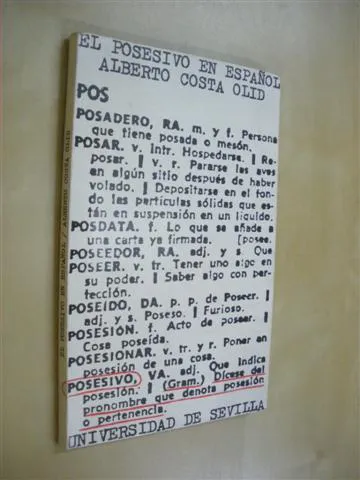 EL POSESIVO EN ESPAÑOL
ALBERTO COSTA OLID
POS
POSADERO, RA. m. y f. Persona
que tiene posada o mesón.
POSAR. v. intr. Hospedarse. | Re-
posar. | v. r. Pararse las aves
en algún sitio después de haber
volado. | Depositarse en el fon-
do las partículas sólidas que es-
tán en suspensión en un líquido.
POSDATA. f. Lo que se añade a
una carta ya firmada. [posee.
POSEEDOR, RA. adj. y s. Que
POSEER. v. tr. Tener uno algo en
su poder. | Saber algo con per-
fección.
POSEÍDO, DA. p. p. de Poseer. |
adj. y s. Poseso. | Furioso.
POSESIÓN. f. Acto de poseer. |
Cosa poseída.
POSESIONAR. v. tr. y r. Poner en
posesión de una cosa.
POSESIVO, VA. adj. Que indica
posesión. | (Gram.) Dícese del
pronombre que denota posesión
o pertenencia.
UNIVERSIDAD DE SEVILLA
EL POSESIVO EN ESPAÑOL / ALBERTO COSTA OLID